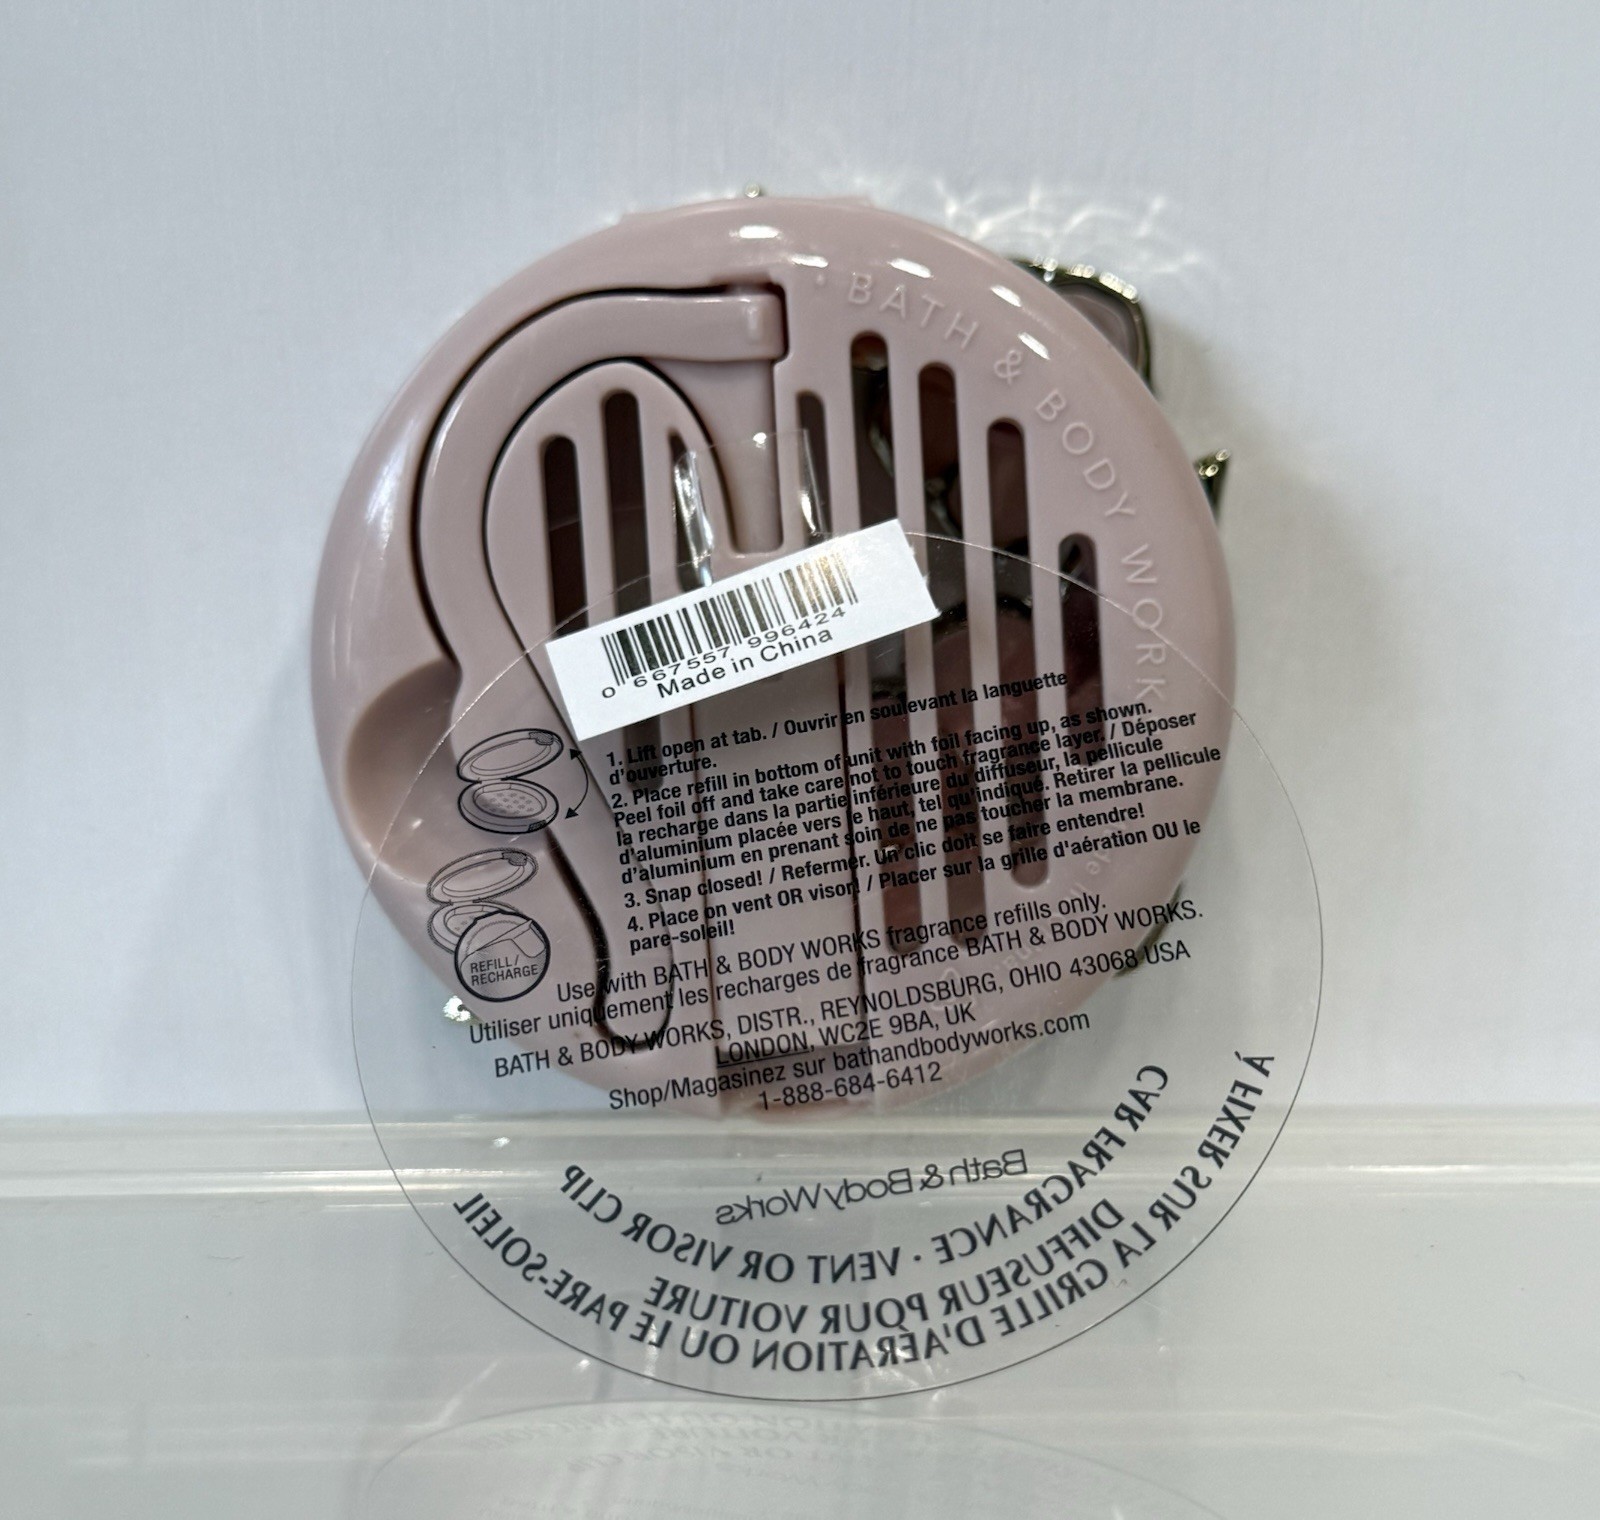 · BATH & BODY WORKS
0 667557 996424
Made in China
1. Lift open at tab. / Ouvrir en soulevant la languette
d'ouverture.
2. Place refill in bottom of unit with foil facing up, as shown.
Peel foil off and take care not to touch fragrance layer. / Déposer
la recharge dans la partie inférieure du diffuseur, la pellicule
d'aluminium placée vers le haut, tel qu'indiqué. Retirer la pellicule
d'aluminium en prenant soin de ne pas toucher la membrane.
3. Snap closed! / Refermer. Un clic doit se faire entendre!
4. Place on vent OR visor! / Placer sur la grille d'aération OU le
pare-soleil!
REFILL /
RECHARGE
Use with BATH & BODY WORKS fragrance refills only.
Utiliser uniquement les recharges de fragrance BATH & BODY WORKS.
BATH & BODY WORKS, DISTR., REYNOLDSBURG, OHIO 43068 USA
LONDON, WC2E 9BA, UK
Shop/Magasinez sur bathandbodyworks.com
1-888-684-6412
Bath & Body Works
CAR FRAGRANCE · VENT OR VISOR CLIP
DIFFUSEUR POUR VOITURE
À FIXER SUR LA GRILLE D'AÉRATION OU LE PARE-SOLEIL